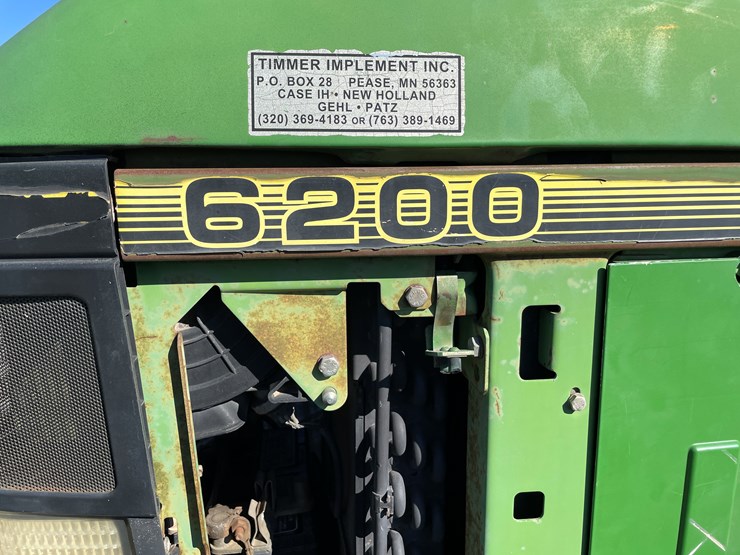 TIMMER IMPLEMENT INC.
P.O. BOX 28 PEASE, MN 56363
CASE IH • NEW HOLLAND
GEHL • PATZ
(320) 369-4183 OR (763) 389-1469
6200